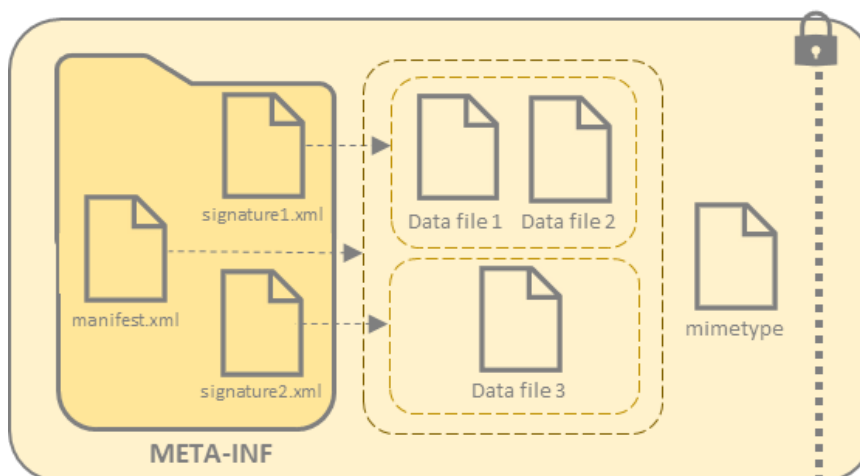 signature1.xml
Data file 1
Data file 2
manifest.xml
mimetype
signature2.xml
Data file 3
META-INF